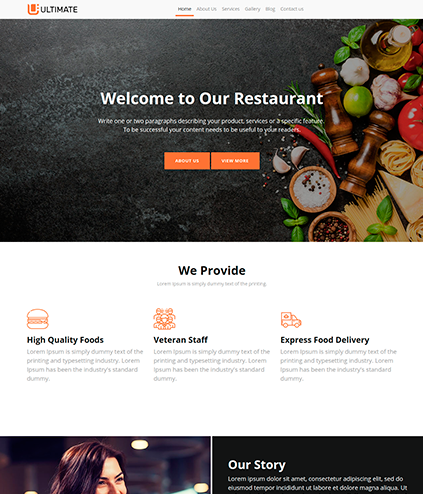 ULTIMATE
Home About Us Services Gallery Blog Contact us
Welcome to Our Restaurant
Write one or two paragraphs describing your product, services or a specific feature.
To be successful your content needs to be useful to your readers.
ABOUT US VIEW MORE
We Provide
Lorem Ipsum is simply dummy text of the printing
High Quality Foods
Lorem Ipsum is simply dummy text of the
printing and typesetting industry. Lorem
Ipsum has been the industry's standard
dummy.
Veteran Staff
Lorem Ipsum is simply dummy text of the
printing and typesetting industry. Lorem
Ipsum has been the industry's standard
dummy.
Express Food Delivery
Lorem Ipsum is simply dummy text of the
printing and typesetting industry. Lorem
Ipsum has been the industry's standard
dummy.
Our Story
Lorem ipsum dolor sit amet, consectetur adipiscing elit, sed do
eiusmod tempor incididunt ut labore et dolore magna aliqua. Ut